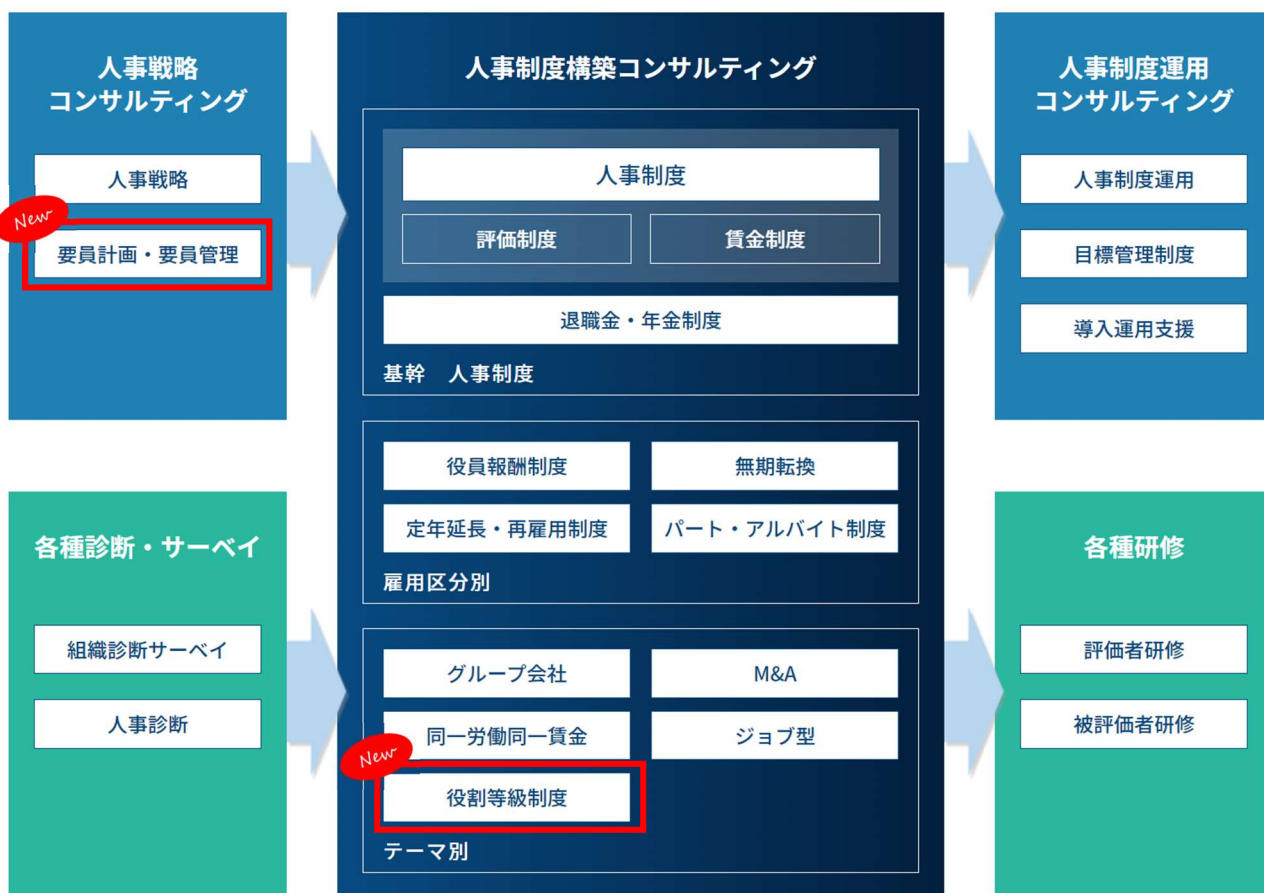 人事戦略
コンサルティング
人事戦略
New
要員計画・要員管理
各種診断・サーベイ
組織診断サーベイ
人事診断
人事制度構築コンサルティング
人事制度
評価制度
賃金制度
退職金・年金制度
基幹　人事制度
役員報酬制度
無期転換
定年延長・再雇用制度
パート・アルバイト制度
雇用区分別
グループ会社
M&A
同一労働同一賃金
ジョブ型
New
役割等級制度
テーマ別
人事制度運用
コンサルティング
人事制度運用
目標管理制度
導入運用支援
各種研修
評価者研修
被評価者研修